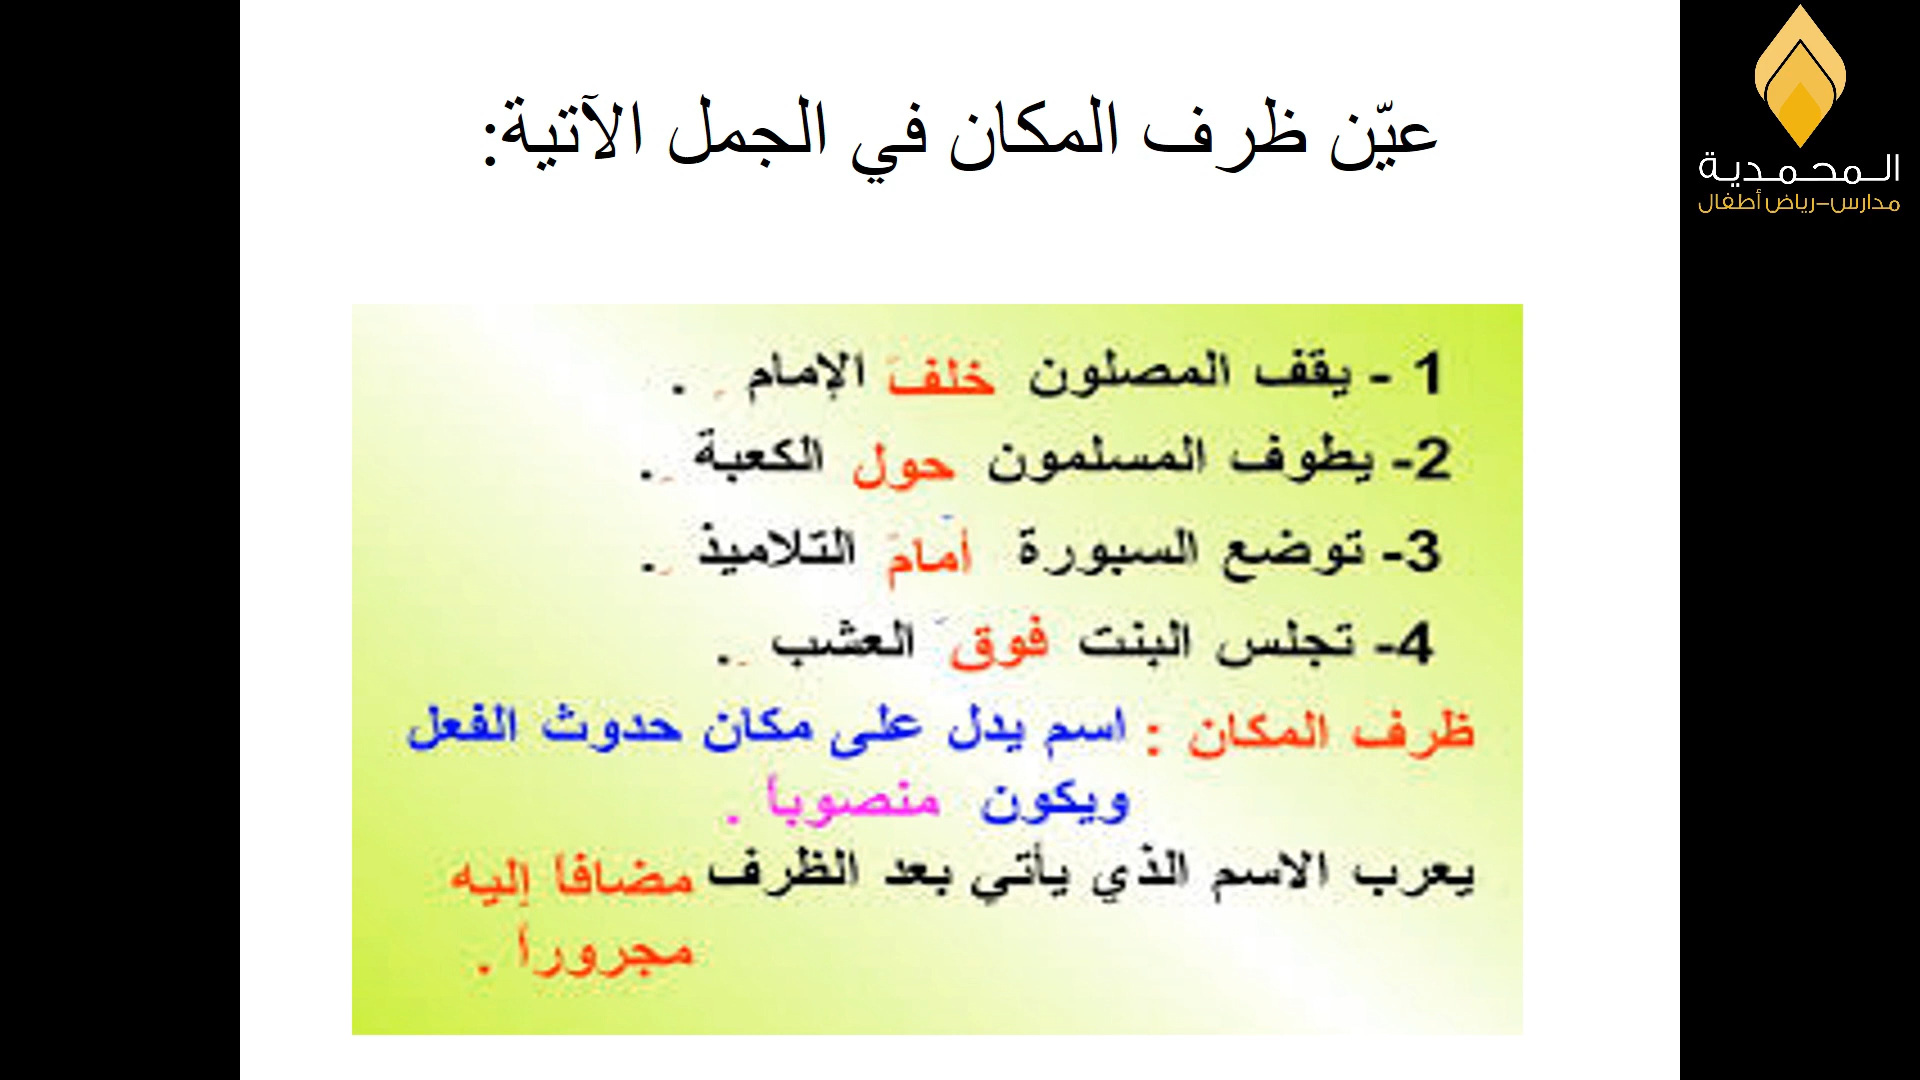 المحمدية
مدارس-رياض أطفال
عيّن ظرف المكان في الجمل الآتية:
1 - يقف المصلون خلفَ الإمامِ .
2- يطوف المسلمون حولَ الكعبةِ .
3- توضع السبورة أمامَ التلاميذِ .
4- تجلس البنت فوقَ العشبِ .
ظرف المكان : اسم يدل على مكان حدوث الفعل
ويكون منصوباً .
يعرب الاسم الذي يأتي بعد الظرف مضافاً إليه
مجروراً .